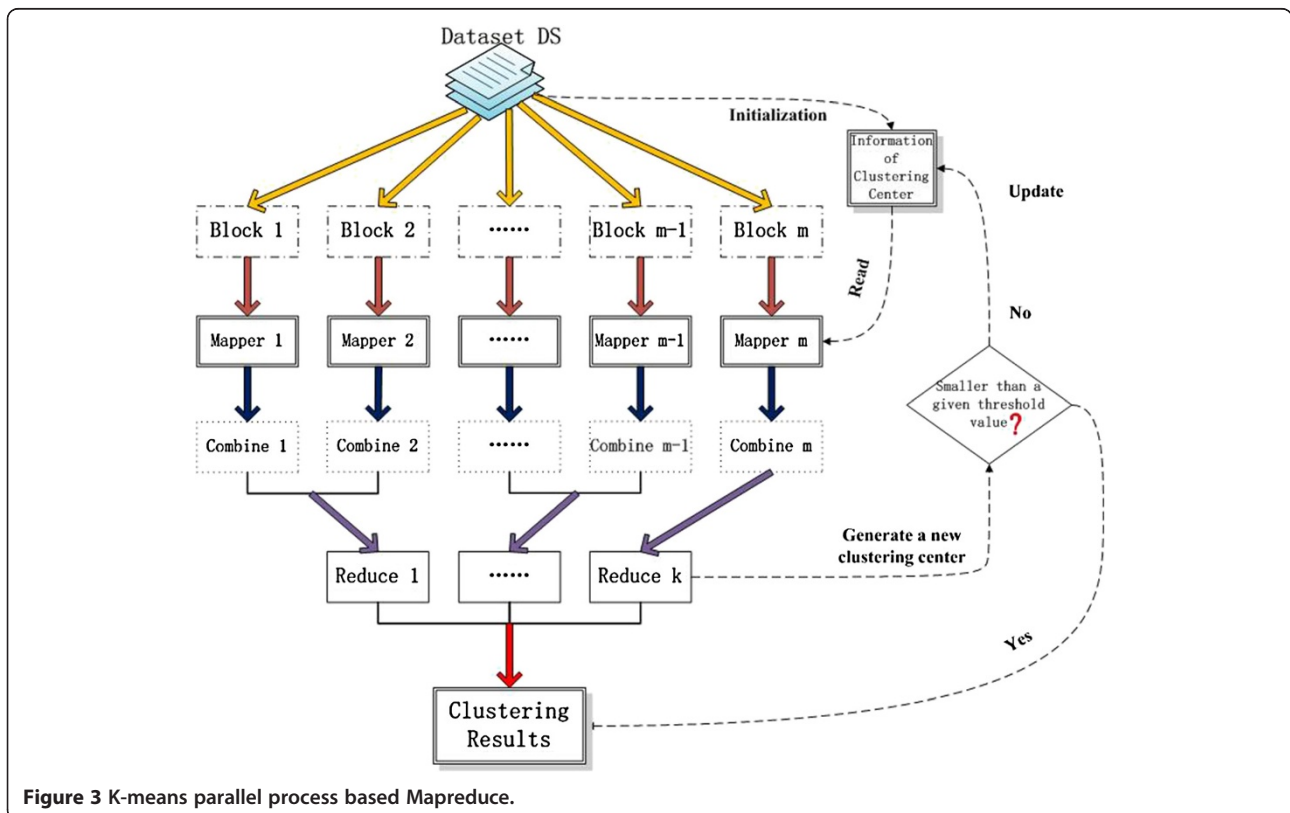 Dataset DS
Initialization
Information
of
Clustering
Center
Update
Block 1
Block 2
……
Block m-1
Block m
Read
No
Mapper 1
Mapper 2
……
Mapper m-1
Mapper m
Smaller than a
given threshold
value?
Combine 1
Combine 2
……
Combine m-1
Combine m
Generate a new
clustering center
Reduce 1
……
Reduce k
Yes
Clustering
Results
Figure 3 K-means parallel process based Mapreduce.